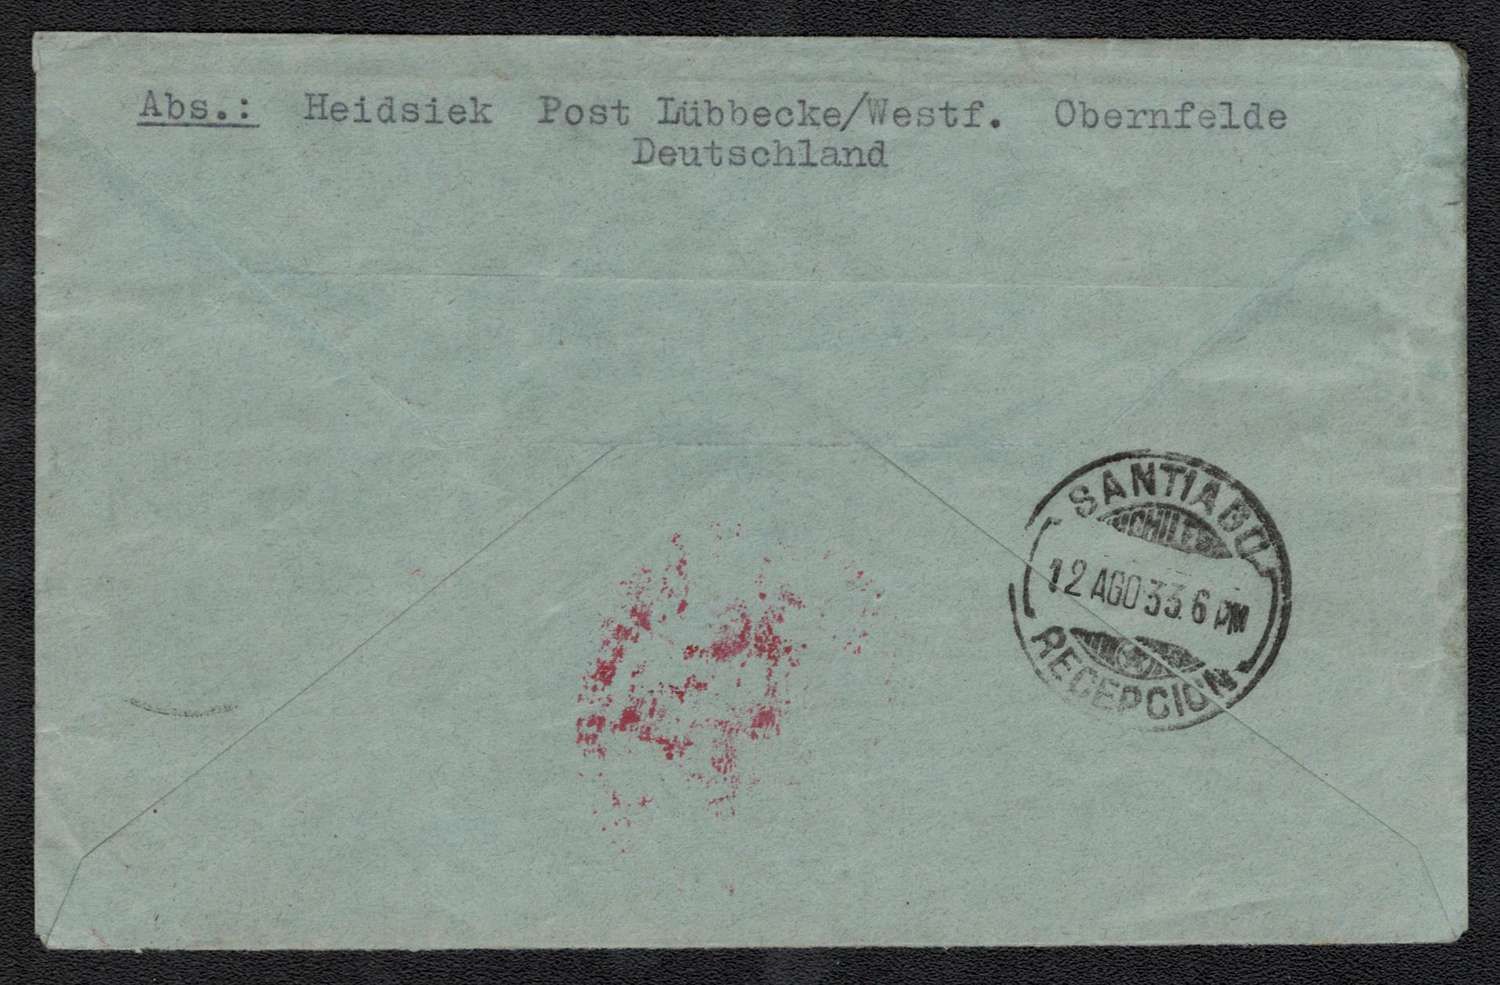 Abs.: Heidsiek Post Lübbecke/Westf. Obernfelde
Deutschland
SANTIAGO
CHILE
12 AGO 33. 6 PM
RECEPCION